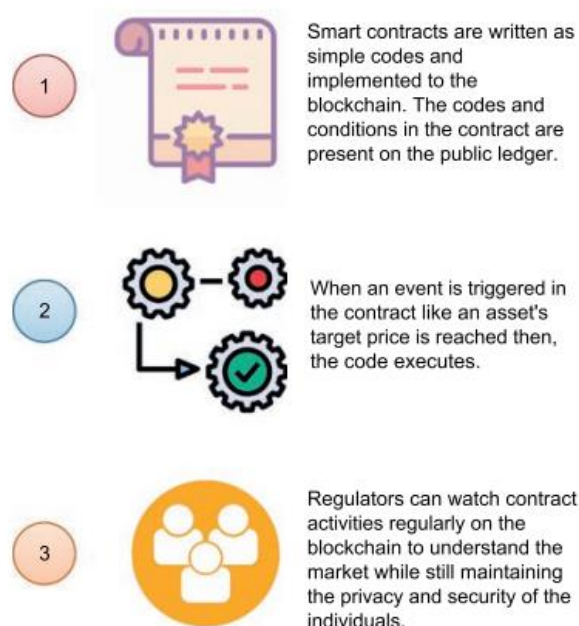 1
Smart contracts are written as
simple codes and
implemented to the
blockchain. The codes and
conditions in the contract are
present on the public ledger.
2
When an event is triggered in
the contract like an asset's
target price is reached then,
the code executes.
3
Regulators can watch contract
activities regularly on the
blockchain to understand the
market while still maintaining
the privacy and security of the
individuals.